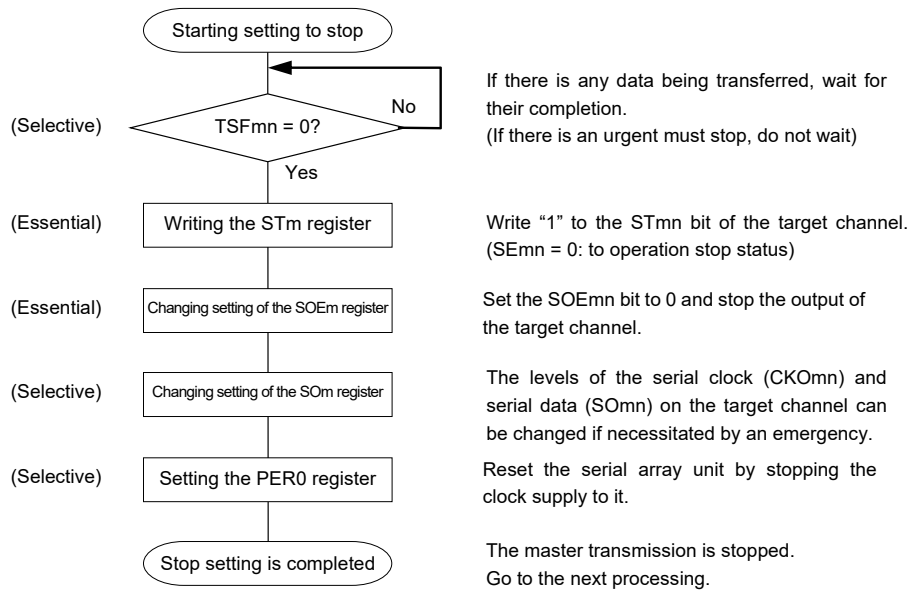 Starting setting to stop
If there is any data being transferred, wait for
their completion.
(If there is an urgent must stop, do not wait)
(Selective)
TSFmn = 0?
No
Yes
(Essential)
Writing the STm register
Write “1” to the STmn bit of the target channel.
(SEmn = 0: to operation stop status)
(Essential)
Changing setting of the SOEm register
Set the SOEmn bit to 0 and stop the output of
the target channel.
(Selective)
Changing setting of the SOm register
The levels of the serial clock (CKOmn) and
serial data (SOmn) on the target channel can
be changed if necessitated by an emergency.
(Selective)
Setting the PER0 register
Reset the serial array unit by stopping the
clock supply to it.
Stop setting is completed
The master transmission is stopped.
Go to the next processing.